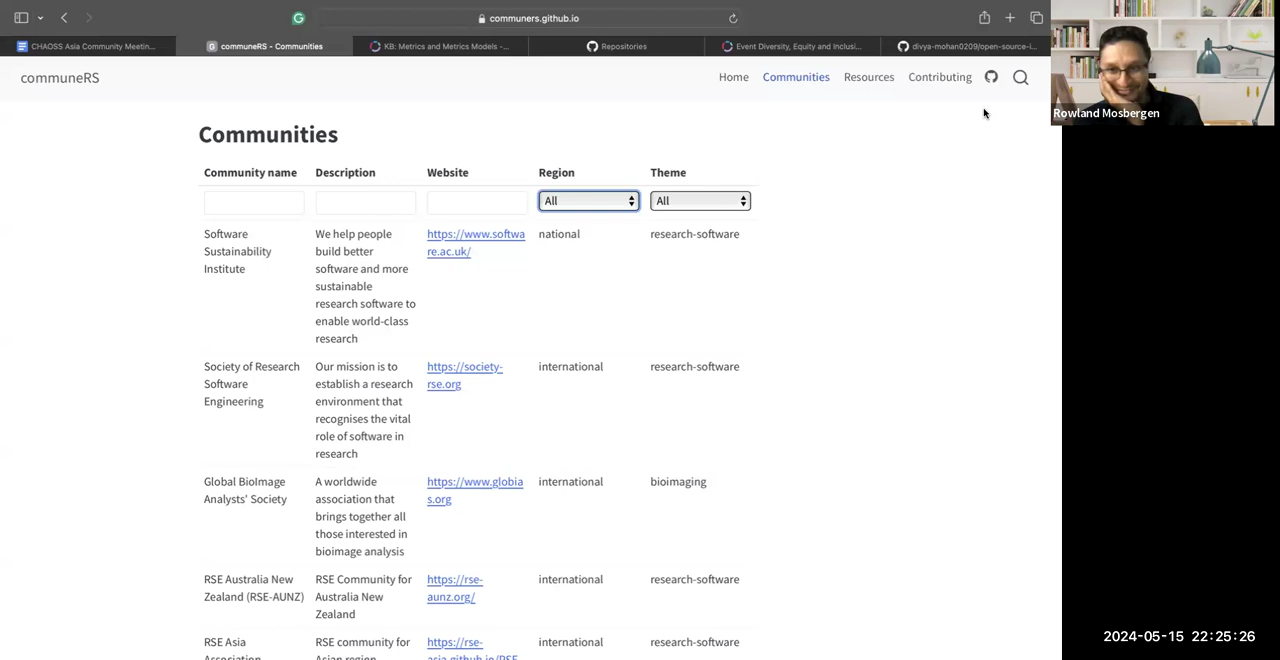 communers.github.io
CHAOSS Asia Community Meetin...
communeRS - Communities
KB: Metrics and Metrics Models -...
Repositories
Event Diversity, Equity and Inclusi...
divya-mohan0209/open-source-i...
communeRS
Home
Communities
Resources
Contributing
Rowland Mosbergen
Communities
Community name
Description
Website
Region
Theme
All
All
Software
Sustainability
Institute
We help people
build better
software and more
sustainable
research software to
enable world-class
research
https://www.softwa
re.ac.uk/
national
research-software
Society of Research
Software
Engineering
Our mission is to
establish a research
environment that
recognises the vital
role of software in
research
https://society-
rse.org
international
research-software
Global BioImage
Analysts' Society
A worldwide
association that
brings together all
those interested in
bioimage analysis
https://www.globia
s.org
international
bioimaging
RSE Australia New
Zealand (RSE-AUNZ)
RSE Community for
Australia New
Zealand
https://rse-
aunz.org/
international
research-software
RSE Asia
Association
RSE community for
Asian region
https://rse-
asia.github.in/RSE
international
research-software
2024-05-15 22:25:26